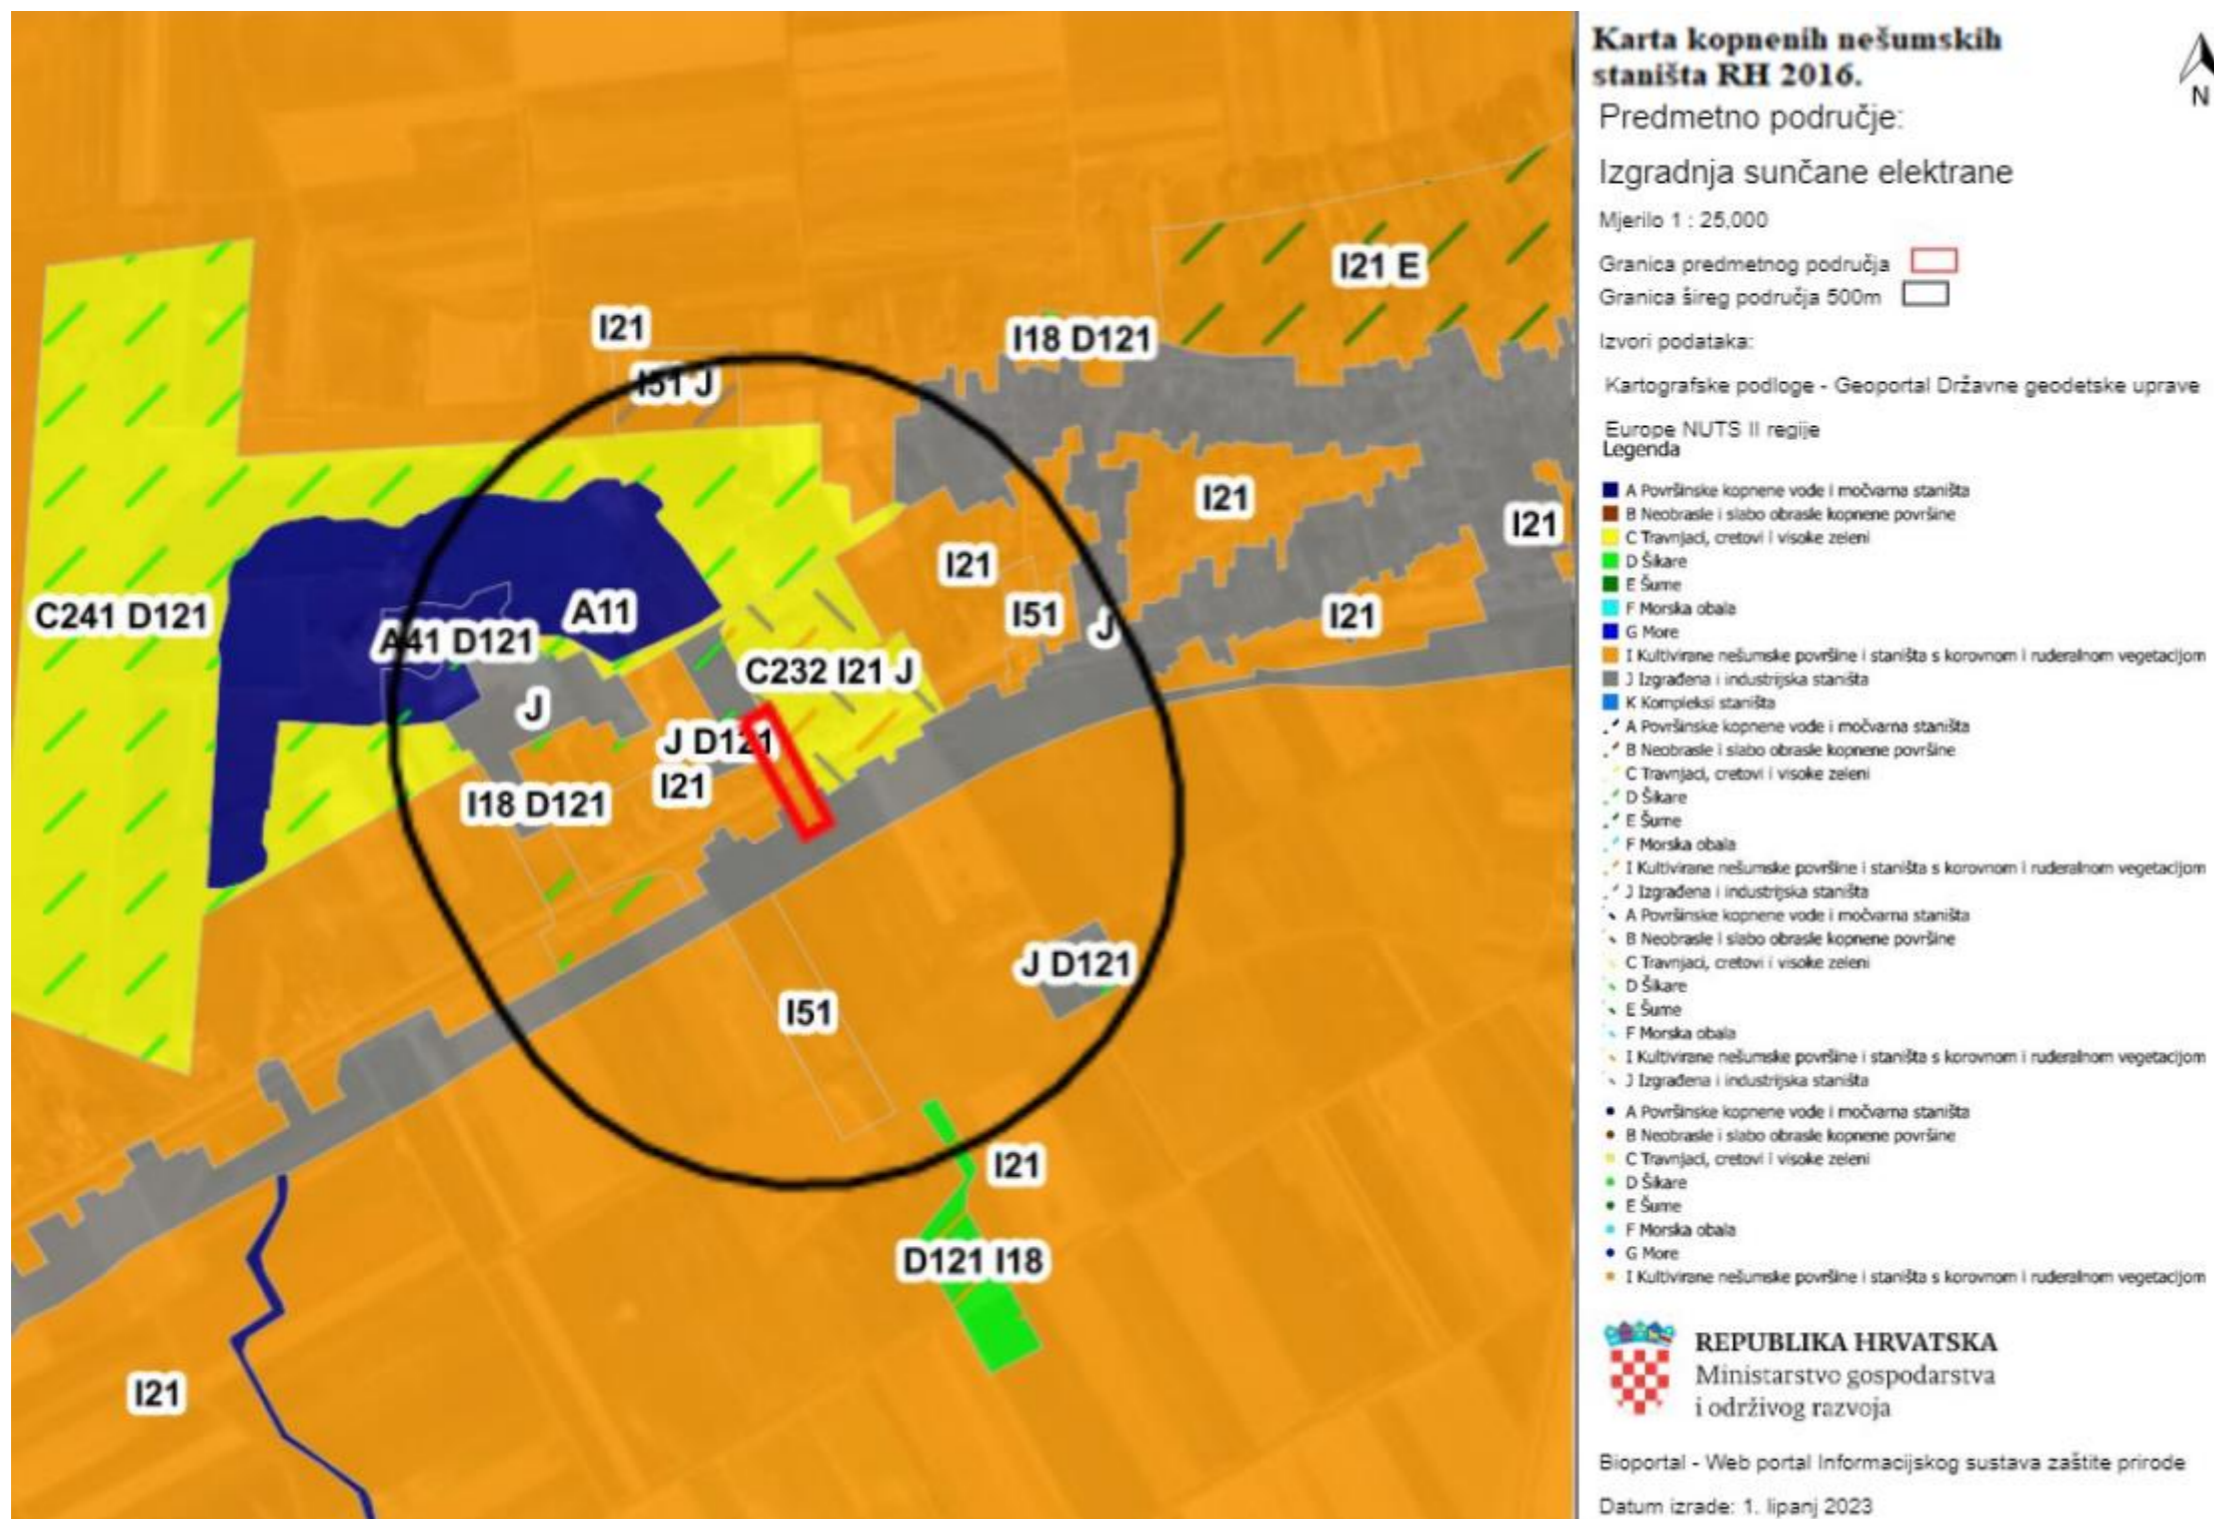 Karta kopnenih nešumskih
staništa RH 2016.
N
Predmetno područje:
Izgradnja sunčane elektrane
Mjerilo 1 : 25,000
Granica predmetnog područja
Granica šireg područja 500m
Izvori podataka:
Kartografske podloge - Geoportal Državne geodetske uprave
Europe NUTS II regije
Legenda
A Površinske kopnene vode i močvarna staništa
B Neobrasle i slabo obrasle kopnene površine
C Travnjaci, cretovi i visoke zeleni
D Šikare
E Šume
F Morska obala
G More
I Kultivirane nešumske površine i staništa s korovnom i ruderalnom vegetacijom
J Izgrađena i industrijska staništa
K Kompleksi staništa
A Površinske kopnene vode i močvarna staništa
B Neobrasle i slabo obrasle kopnene površine
C Travnjaci, cretovi i visoke zeleni
D Šikare
E Šume
F Morska obala
I Kultivirane nešumske površine i staništa s korovnom i ruderalnom vegetacijom
J Izgrađena i industrijska staništa
A Površinske kopnene vode i močvarna staništa
B Neobrasle i slabo obrasle kopnene površine
C Travnjaci, cretovi i visoke zeleni
D Šikare
E Šume
F Morska obala
I Kultivirane nešumske površine i staništa s korovnom i ruderalnom vegetacijom
J Izgrađena i industrijska staništa
A Površinske kopnene vode i močvarna staništa
B Neobrasle i slabo obrasle kopnene površine
C Travnjaci, cretovi i visoke zeleni
D Šikare
E Šume
F Morska obala
G More
I Kultivirane nešumske površine i staništa s korovnom i ruderalnom vegetacijom
REPUBLIKA HRVATSKA
Ministarstvo gospodarstva
i održivog razvoja
Bioportal - Web portal Informacijskog sustava zaštite prirode
Datum izrade: 1. lipanj 2023
I21 E
I21
I18 D121
I51 J
I21
I21
I21
C241 D121
A11
I51
I21
J
A41 D121
C232 I21 J
J
J D121
I21
I18 D121
J D121
I51
I21
D121 I18
I21